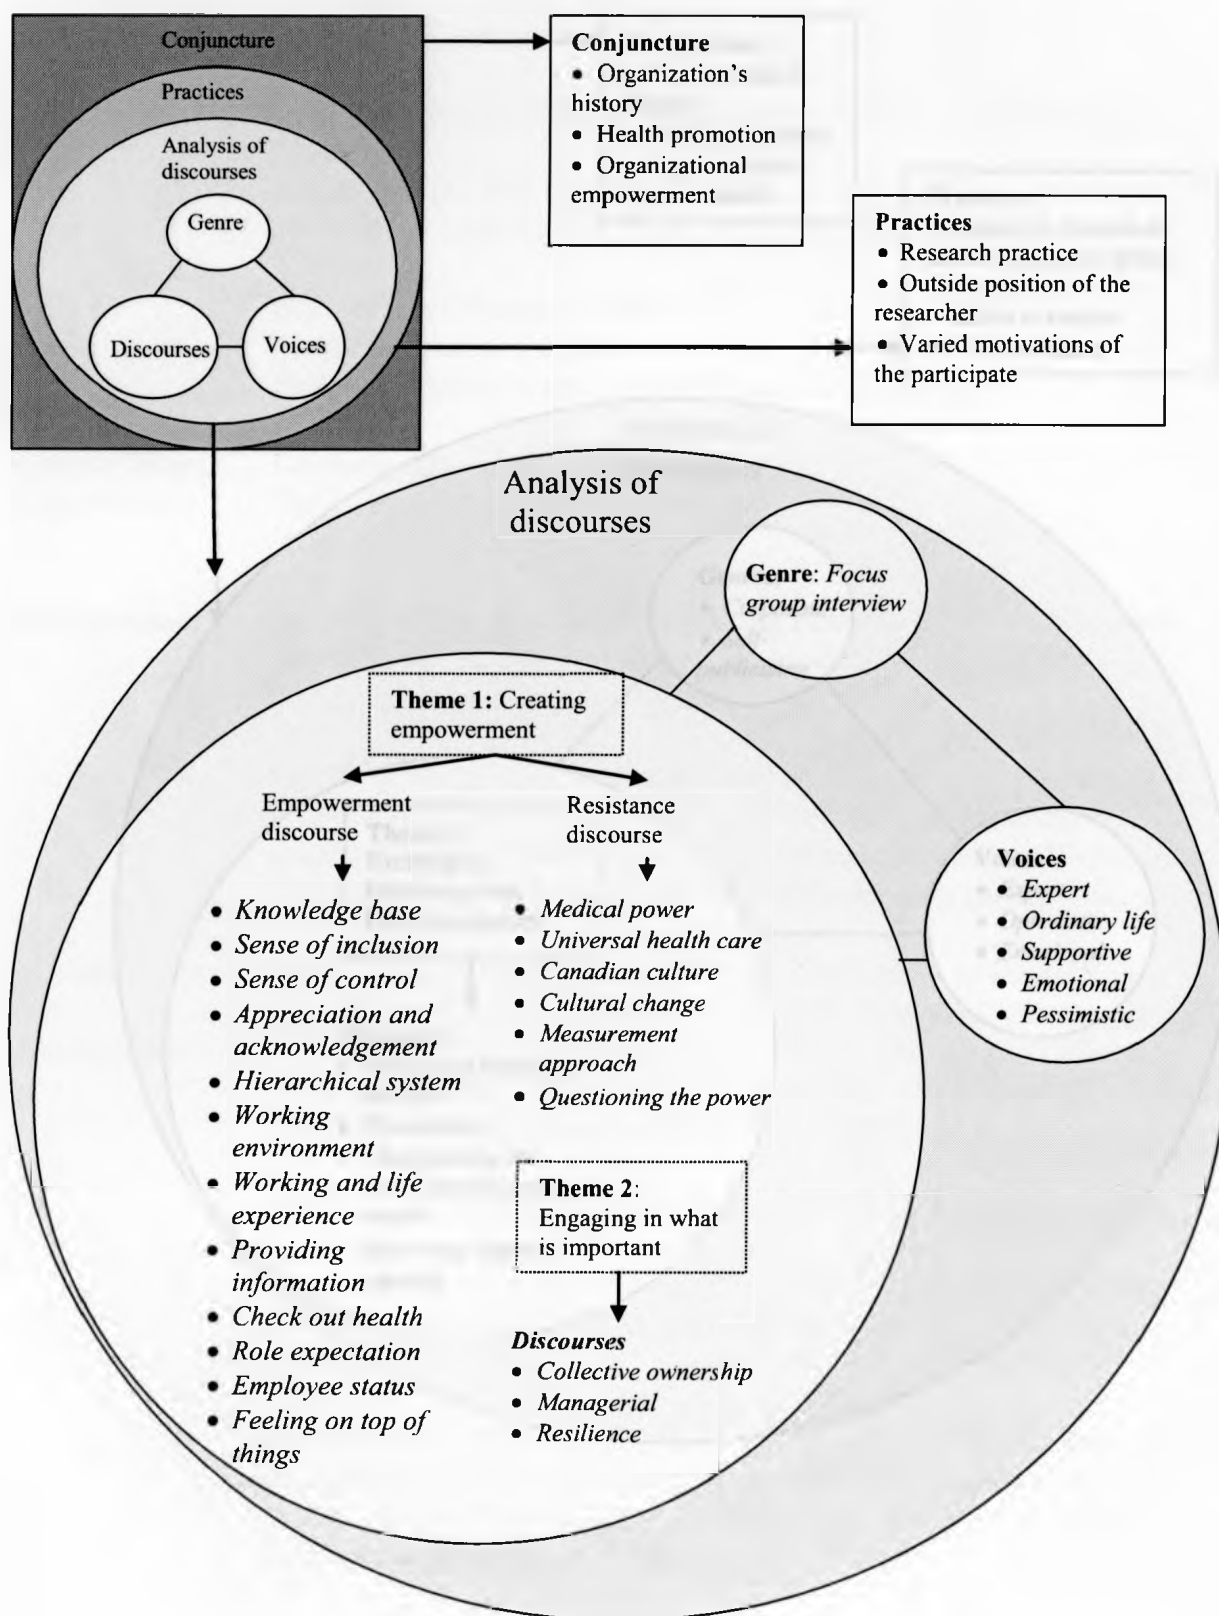 Conjuncture
Practices
Analysis of
discourses
Genre
Discourses
Voices
Conjuncture
• Organization's
history
• Health promotion
• Organizational
empowerment
Practices
• Research practice
• Outside position of the
researcher
• Varied motivations of
the participate
Analysis of
discourses
Genre: Focus
group interview
Theme 1: Creating
empowerment
Empowerment
discourse
• Knowledge base
• Sense of inclusion
• Sense of control
• Appreciation and
acknowledgement
• Hierarchical system
• Working
environment
• Working and life
experience
• Providing
information
• Check out health
• Role expectation
• Employee status
• Feeling on top of
things
Resistance
discourse
• Medical power
• Universal health care
• Canadian culture
• Cultural change
• Measurement
approach
• Questioning the power
Theme 2:
Engaging in what
is important
Discourses
• Collective ownership
• Managerial
• Resilience
Voices
• Expert
• Ordinary life
• Supportive
• Emotional
• Pessimistic